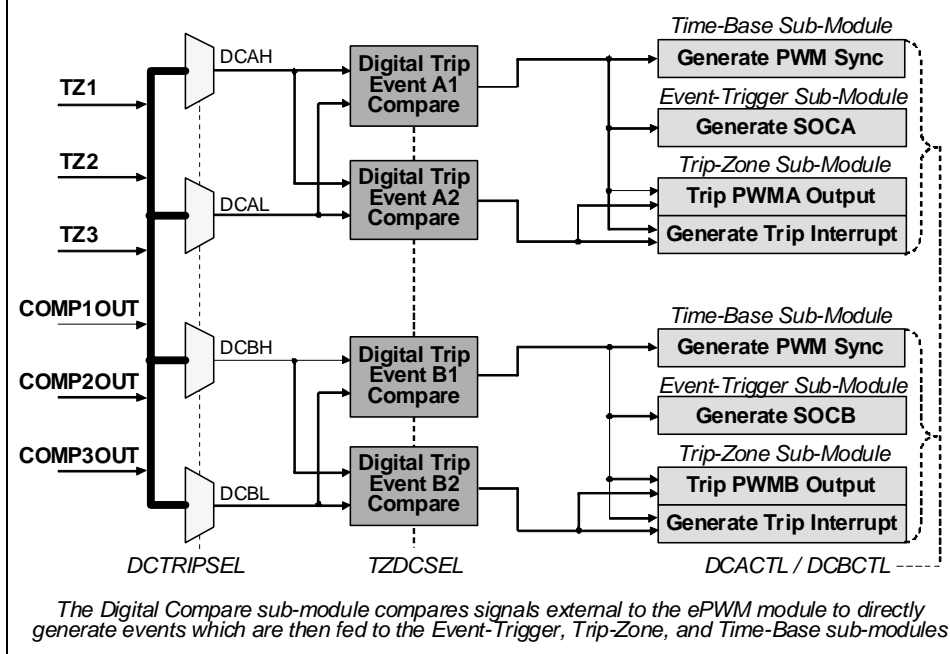 Time-Base Sub-Module
DCAH
Digital Trip
Event A1
Compare
Generate PWM Sync
TZ1
Event-Trigger Sub-Module
Generate SOCA
TZ2
Trip-Zone Sub-Module
DCAL
Digital Trip
Event A2
Compare
Trip PWMA Output
TZ3
Generate Trip Interrupt
COMP1OUT
Time-Base Sub-Module
DCBH
Digital Trip
Event B1
Compare
Generate PWM Sync
COMP2OUT
Event-Trigger Sub-Module
Generate SOCB
COMP3OUT
Trip-Zone Sub-Module
DCBL
Digital Trip
Event B2
Compare
Trip PWMB Output
Generate Trip Interrupt
DCTRIPSEL
TZDCSEL
DCACTL / DCBCTL
The Digital Compare sub-module compares signals external to the ePWM module to directly
generate events which are then fed to the Event-Trigger, Trip-Zone, and Time-Base sub-modules